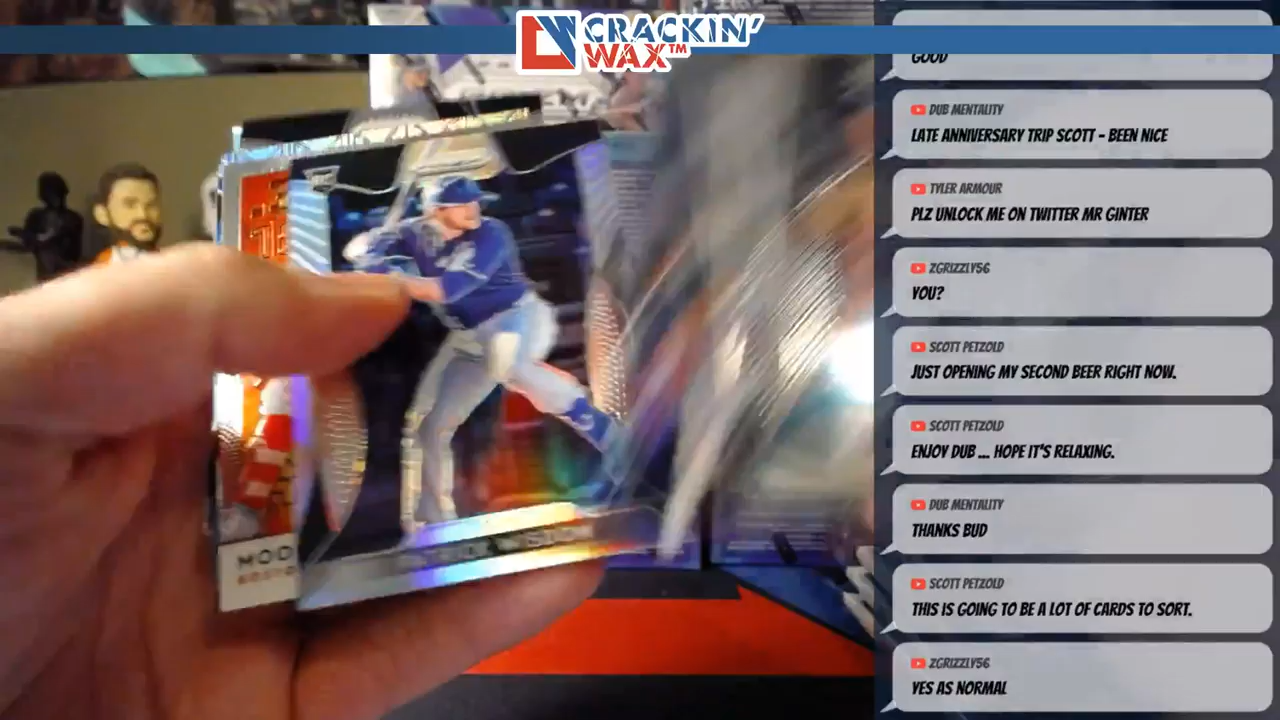 CRACKIN'
WAX™
GOOD
DUB MENTALITY
LATE ANNIVERSARY TRIP SCOTT - BEEN NICE
TYLER ARMOUR
PLZ UNLOCK ME ON TWITTER MR GINTER
ZGRIZZLY56
YOU?
SCOTT PETZOLD
JUST OPENING MY SECOND BEER RIGHT NOW.
SCOTT PETZOLD
ENJOY DUB ... HOPE IT'S RELAXING.
DUB MENTALITY
THANKS BUD
SCOTT PETZOLD
THIS IS GOING TO BE A LOT OF CARDS TO SORT.
ZGRIZZLY56
YES AS NORMAL
MOO
WISDOM